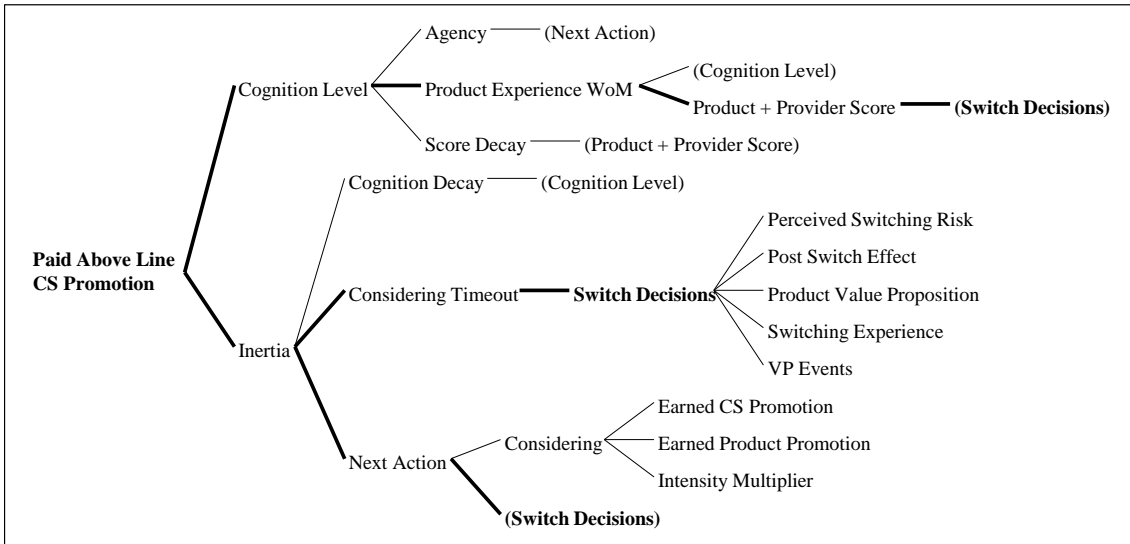 Agency
(Next Action)
(Cognition Level)
Cognition Level
Product Experience WoM
Product + Provider Score
(Switch Decisions)
Score Decay
(Product + Provider Score)
Cognition Decay
(Cognition Level)
Perceived Switching Risk
Paid Above Line
CS Promotion
Post Switch Effect
Considering Timeout
Switch Decisions
Product Value Proposition
Switching Experience
Inertia
VP Events
Earned CS Promotion
Considering
Earned Product Promotion
Next Action
Intensity Multiplier
(Switch Decisions)